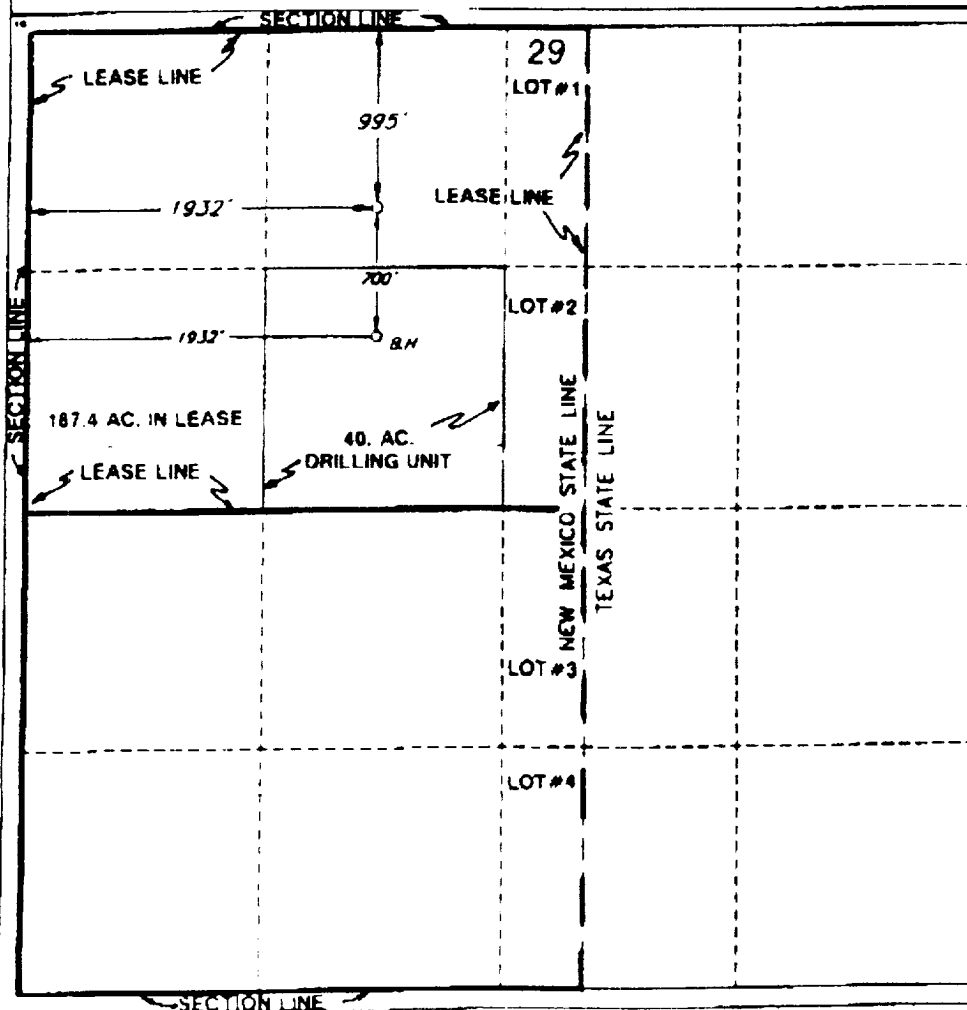 SECTION LINE
29
LEASE LINE
LOT #1
995'
LEASE LINE
1932'
700'
LOT #2
1932'
B.H
SECTION LINE
187.4 AC. IN LEASE
40. AC.
DRILLING UNIT
LEASE LINE
NEW MEXICO STATE LINE
TEXAS STATE LINE
LOT #3
LOT #4
SECTION LINE